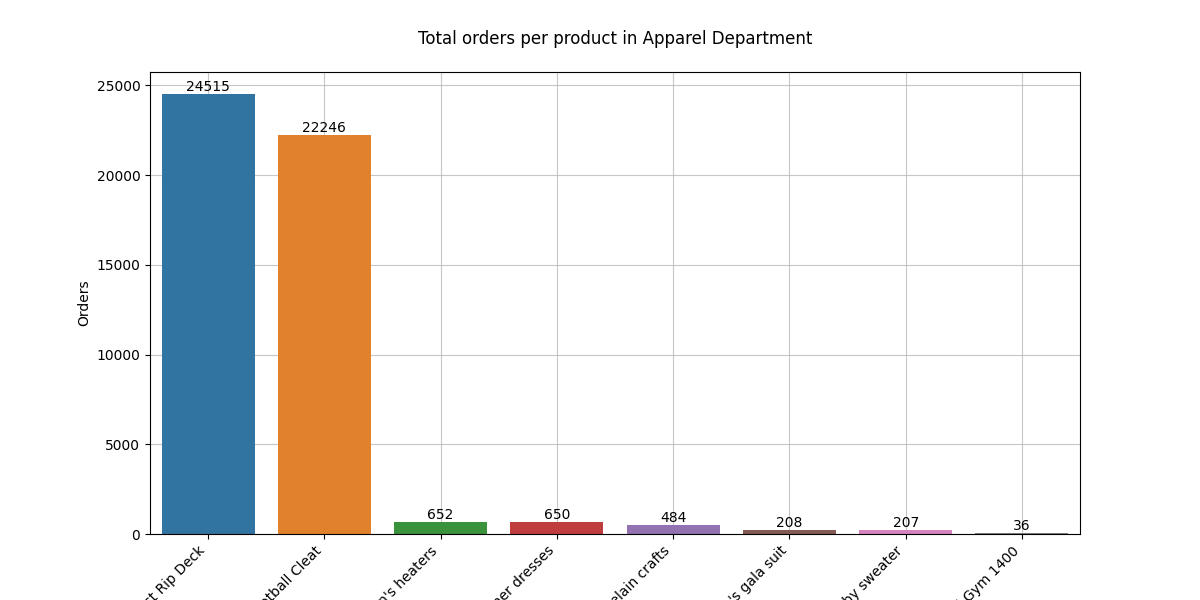 Total orders per product in Apparel Department
25000
20000
15000
10000
5000
0
Orders
24515
22246
652
650
484
208
207
36
Rip Deck
Cleat
heaters
dresses
crafts
gala suit
sweater
Gym 1400